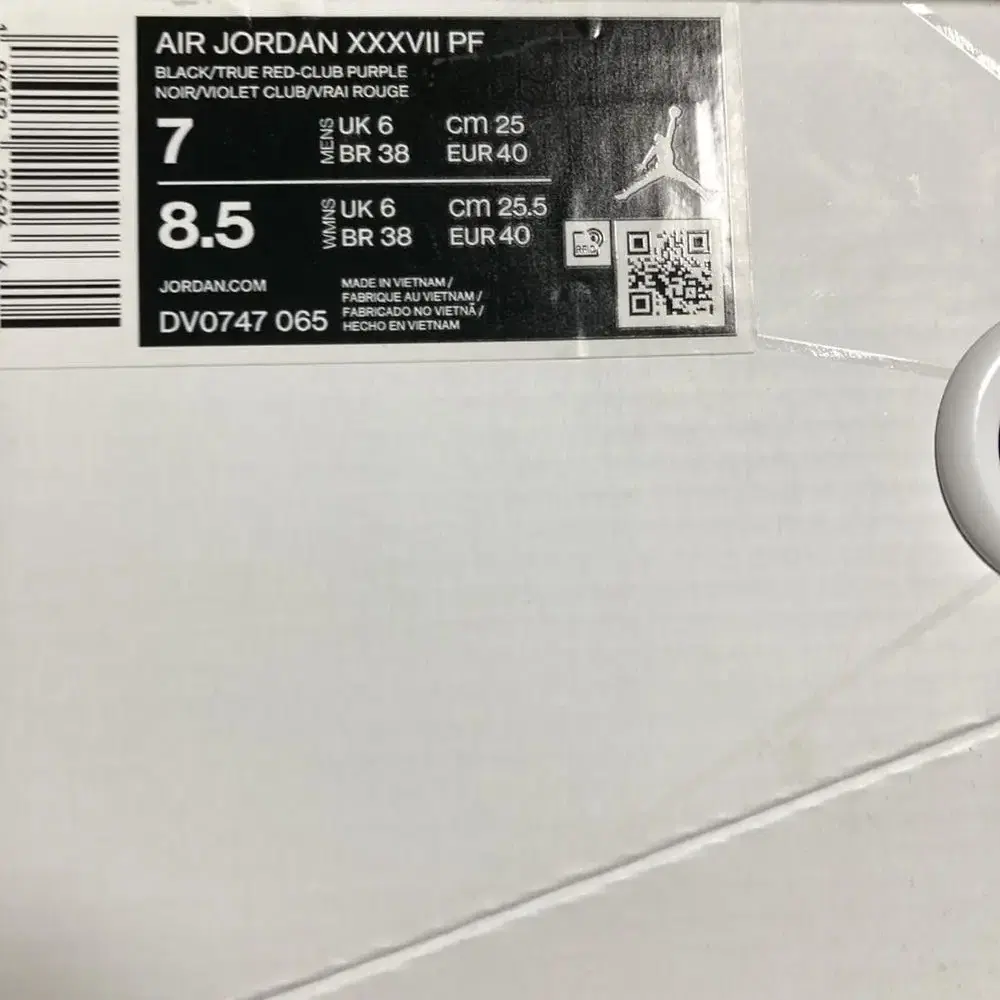 AIR JORDAN XXXVII PF
BLACK/TRUE RED-CLUB PURPLE
NOIR/VIOLET CLUB/VRAI ROUGE
7 MENS UK 6 cm 25
BR 38 EUR 40
8.5 WMNS UK 6 cm 25.5
BR 38 EUR 40
RFID
JORDAN.COM
DV0747 065
MADE IN VIETNAM /
FABRIQUE AU VIETNAM /
FABRICADO NO VIETNÃ /
HECHO EN VIETNAM